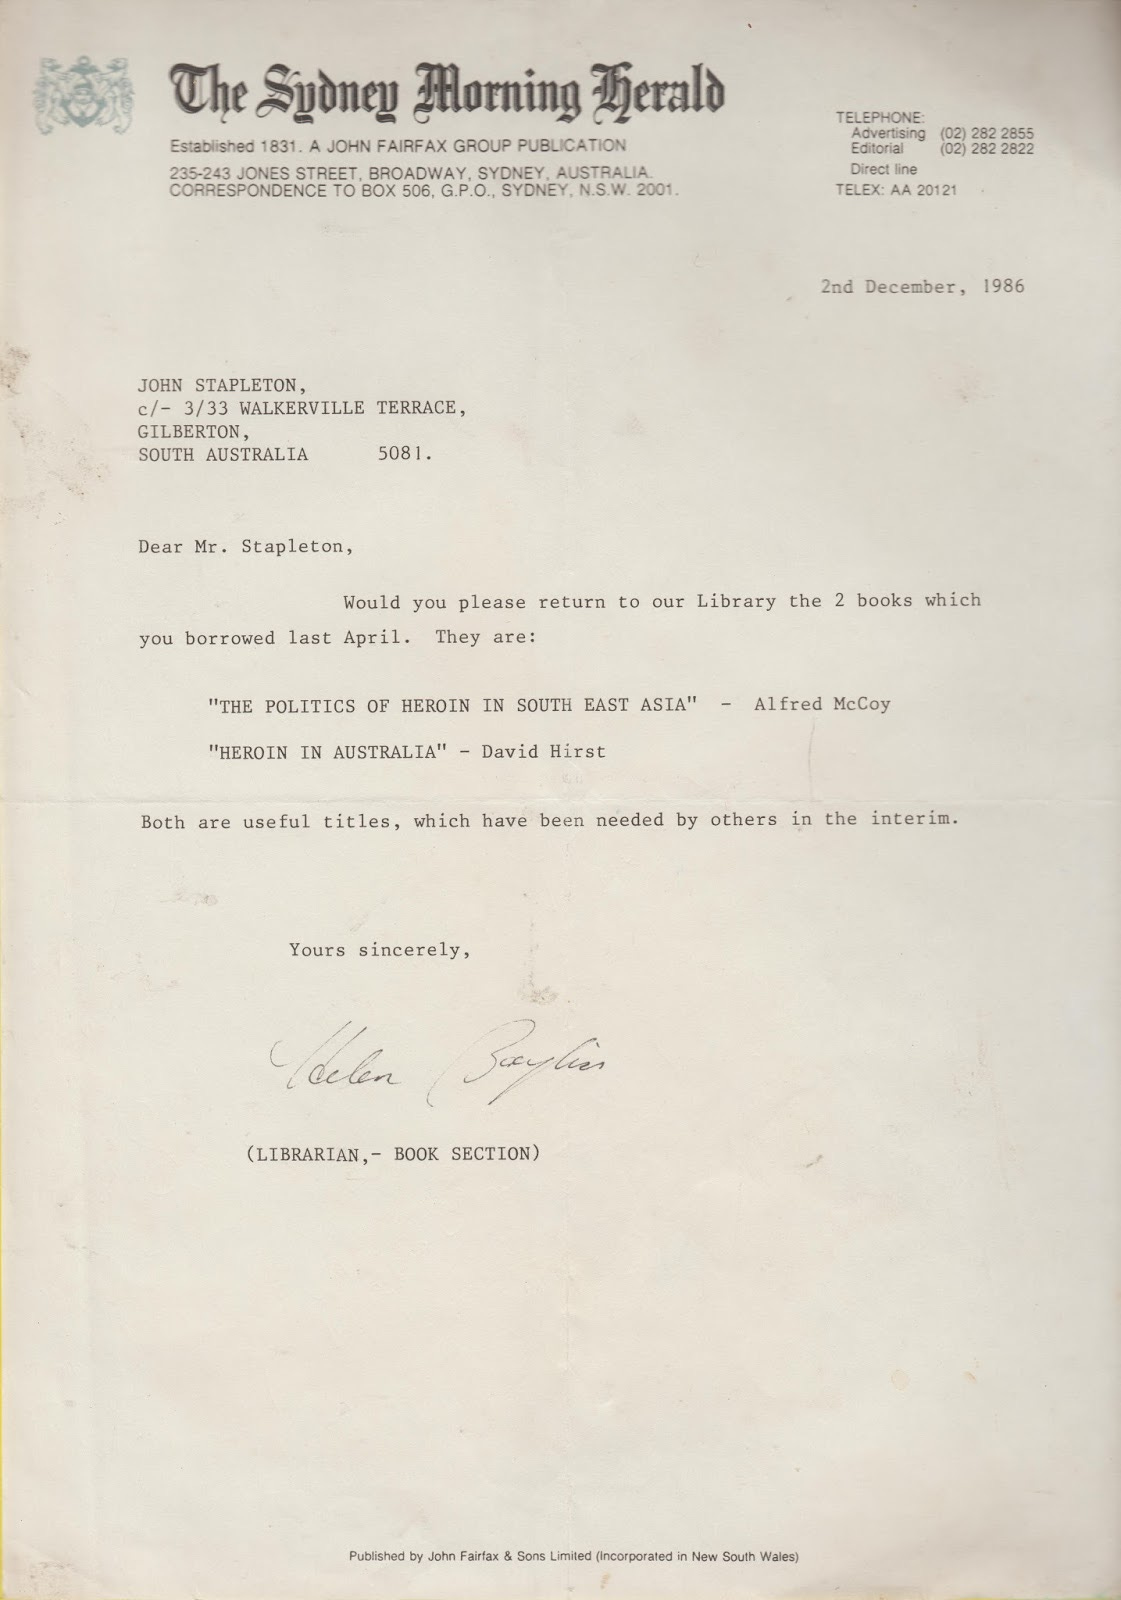 The Sydney Morning Herald
Established 1831. A JOHN FAIRFAX GROUP PUBLICATION
235-243 JONES STREET, BROADWAY, SYDNEY, AUSTRALIA.
CORRESPONDENCE TO BOX 506, G.P.O., SYDNEY, N.S.W. 2001.
TELEPHONE:
Advertising (02) 282 2855
Editorial (02) 282 2822
Direct line
TELEX: AA 20121
2nd December, 1986
JOHN STAPLETON,
c/- 3/33 WALKERVILLE TERRACE,
GILBERTON,
SOUTH AUSTRALIA 5081.
Dear Mr. Stapleton,
Would you please return to our Library the 2 books which
you borrowed last April. They are:
"THE POLITICS OF HEROIN IN SOUTH EAST ASIA" - Alfred McCoy
"HEROIN IN AUSTRALIA" - David Hirst
Both are useful titles, which have been needed by others in the interim.
Yours sincerely,
Helen
(LIBRARIAN,- BOOK SECTION)
Published by John Fairfax & Sons Limited (Incorporated in New South Wales)